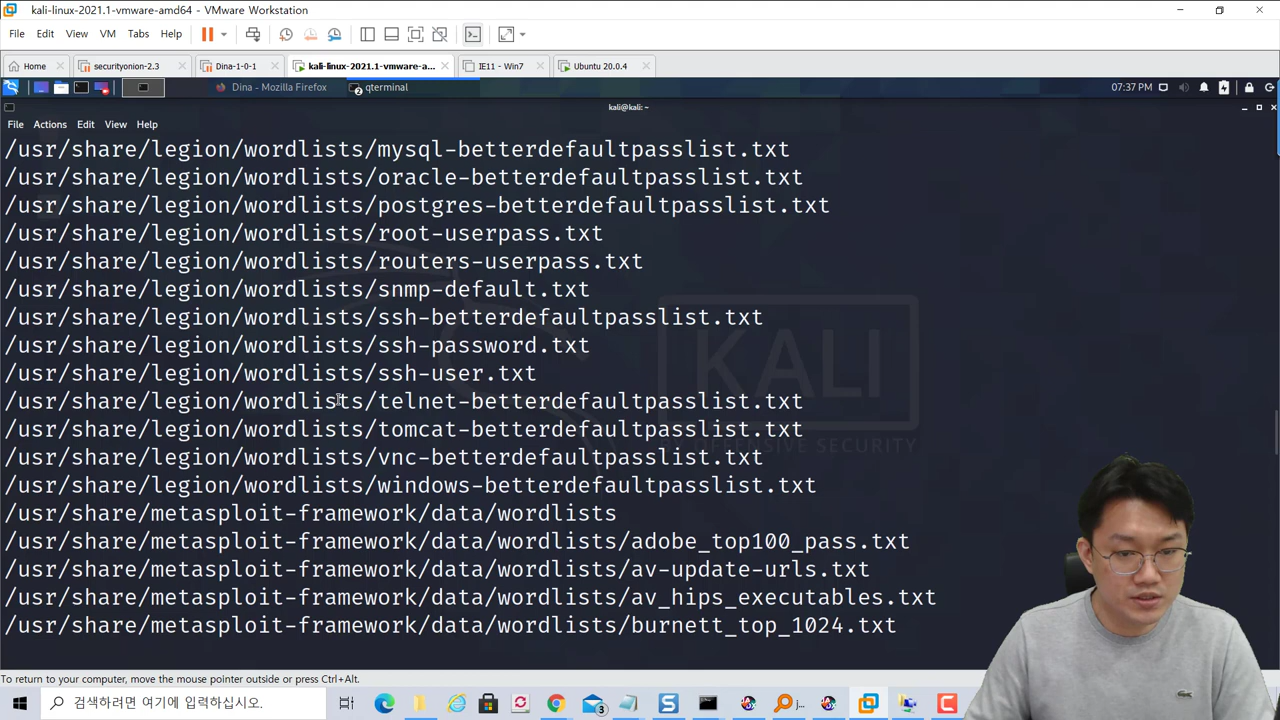 kali-linux-2021.1-vmware-amd64 - VMware Workstation
File Edit View VM Tabs Help
Home securityonion-2.3 Dina-1-0-1 kali-linux-2021.1-vmware-a... IE11 - Win7 Ubuntu 20.0.4
Dina - Mozilla Firefox 2 qterminal 07:37 PM
kali@kali: ~
File Actions Edit View Help
/usr/share/legion/wordlists/mysql-betterdefaultpasslist.txt
/usr/share/legion/wordlists/oracle-betterdefaultpasslist.txt
/usr/share/legion/wordlists/postgres-betterdefaultpasslist.txt
/usr/share/legion/wordlists/root-userpass.txt
/usr/share/legion/wordlists/routers-userpass.txt
/usr/share/legion/wordlists/snmp-default.txt
/usr/share/legion/wordlists/ssh-betterdefaultpasslist.txt
/usr/share/legion/wordlists/ssh-password.txt
/usr/share/legion/wordlists/ssh-user.txt
/usr/share/legion/wordlists/telnet-betterdefaultpasslist.txt
/usr/share/legion/wordlists/tomcat-betterdefaultpasslist.txt
/usr/share/legion/wordlists/vnc-betterdefaultpasslist.txt
/usr/share/legion/wordlists/windows-betterdefaultpasslist.txt
/usr/share/metasploit-framework/data/wordlists
/usr/share/metasploit-framework/data/wordlists/adobe_top100_pass.txt
/usr/share/metasploit-framework/data/wordlists/av-update-urls.txt
/usr/share/metasploit-framework/data/wordlists/av_hips_executables.txt
/usr/share/metasploit-framework/data/wordlists/burnett_top_1024.txt
KALI
BY OFFENSIVE SECURITY
To return to your computer, move the mouse pointer outside or press Ctrl+Alt.
검색하려면 여기에 입력하십시오. 3 j...